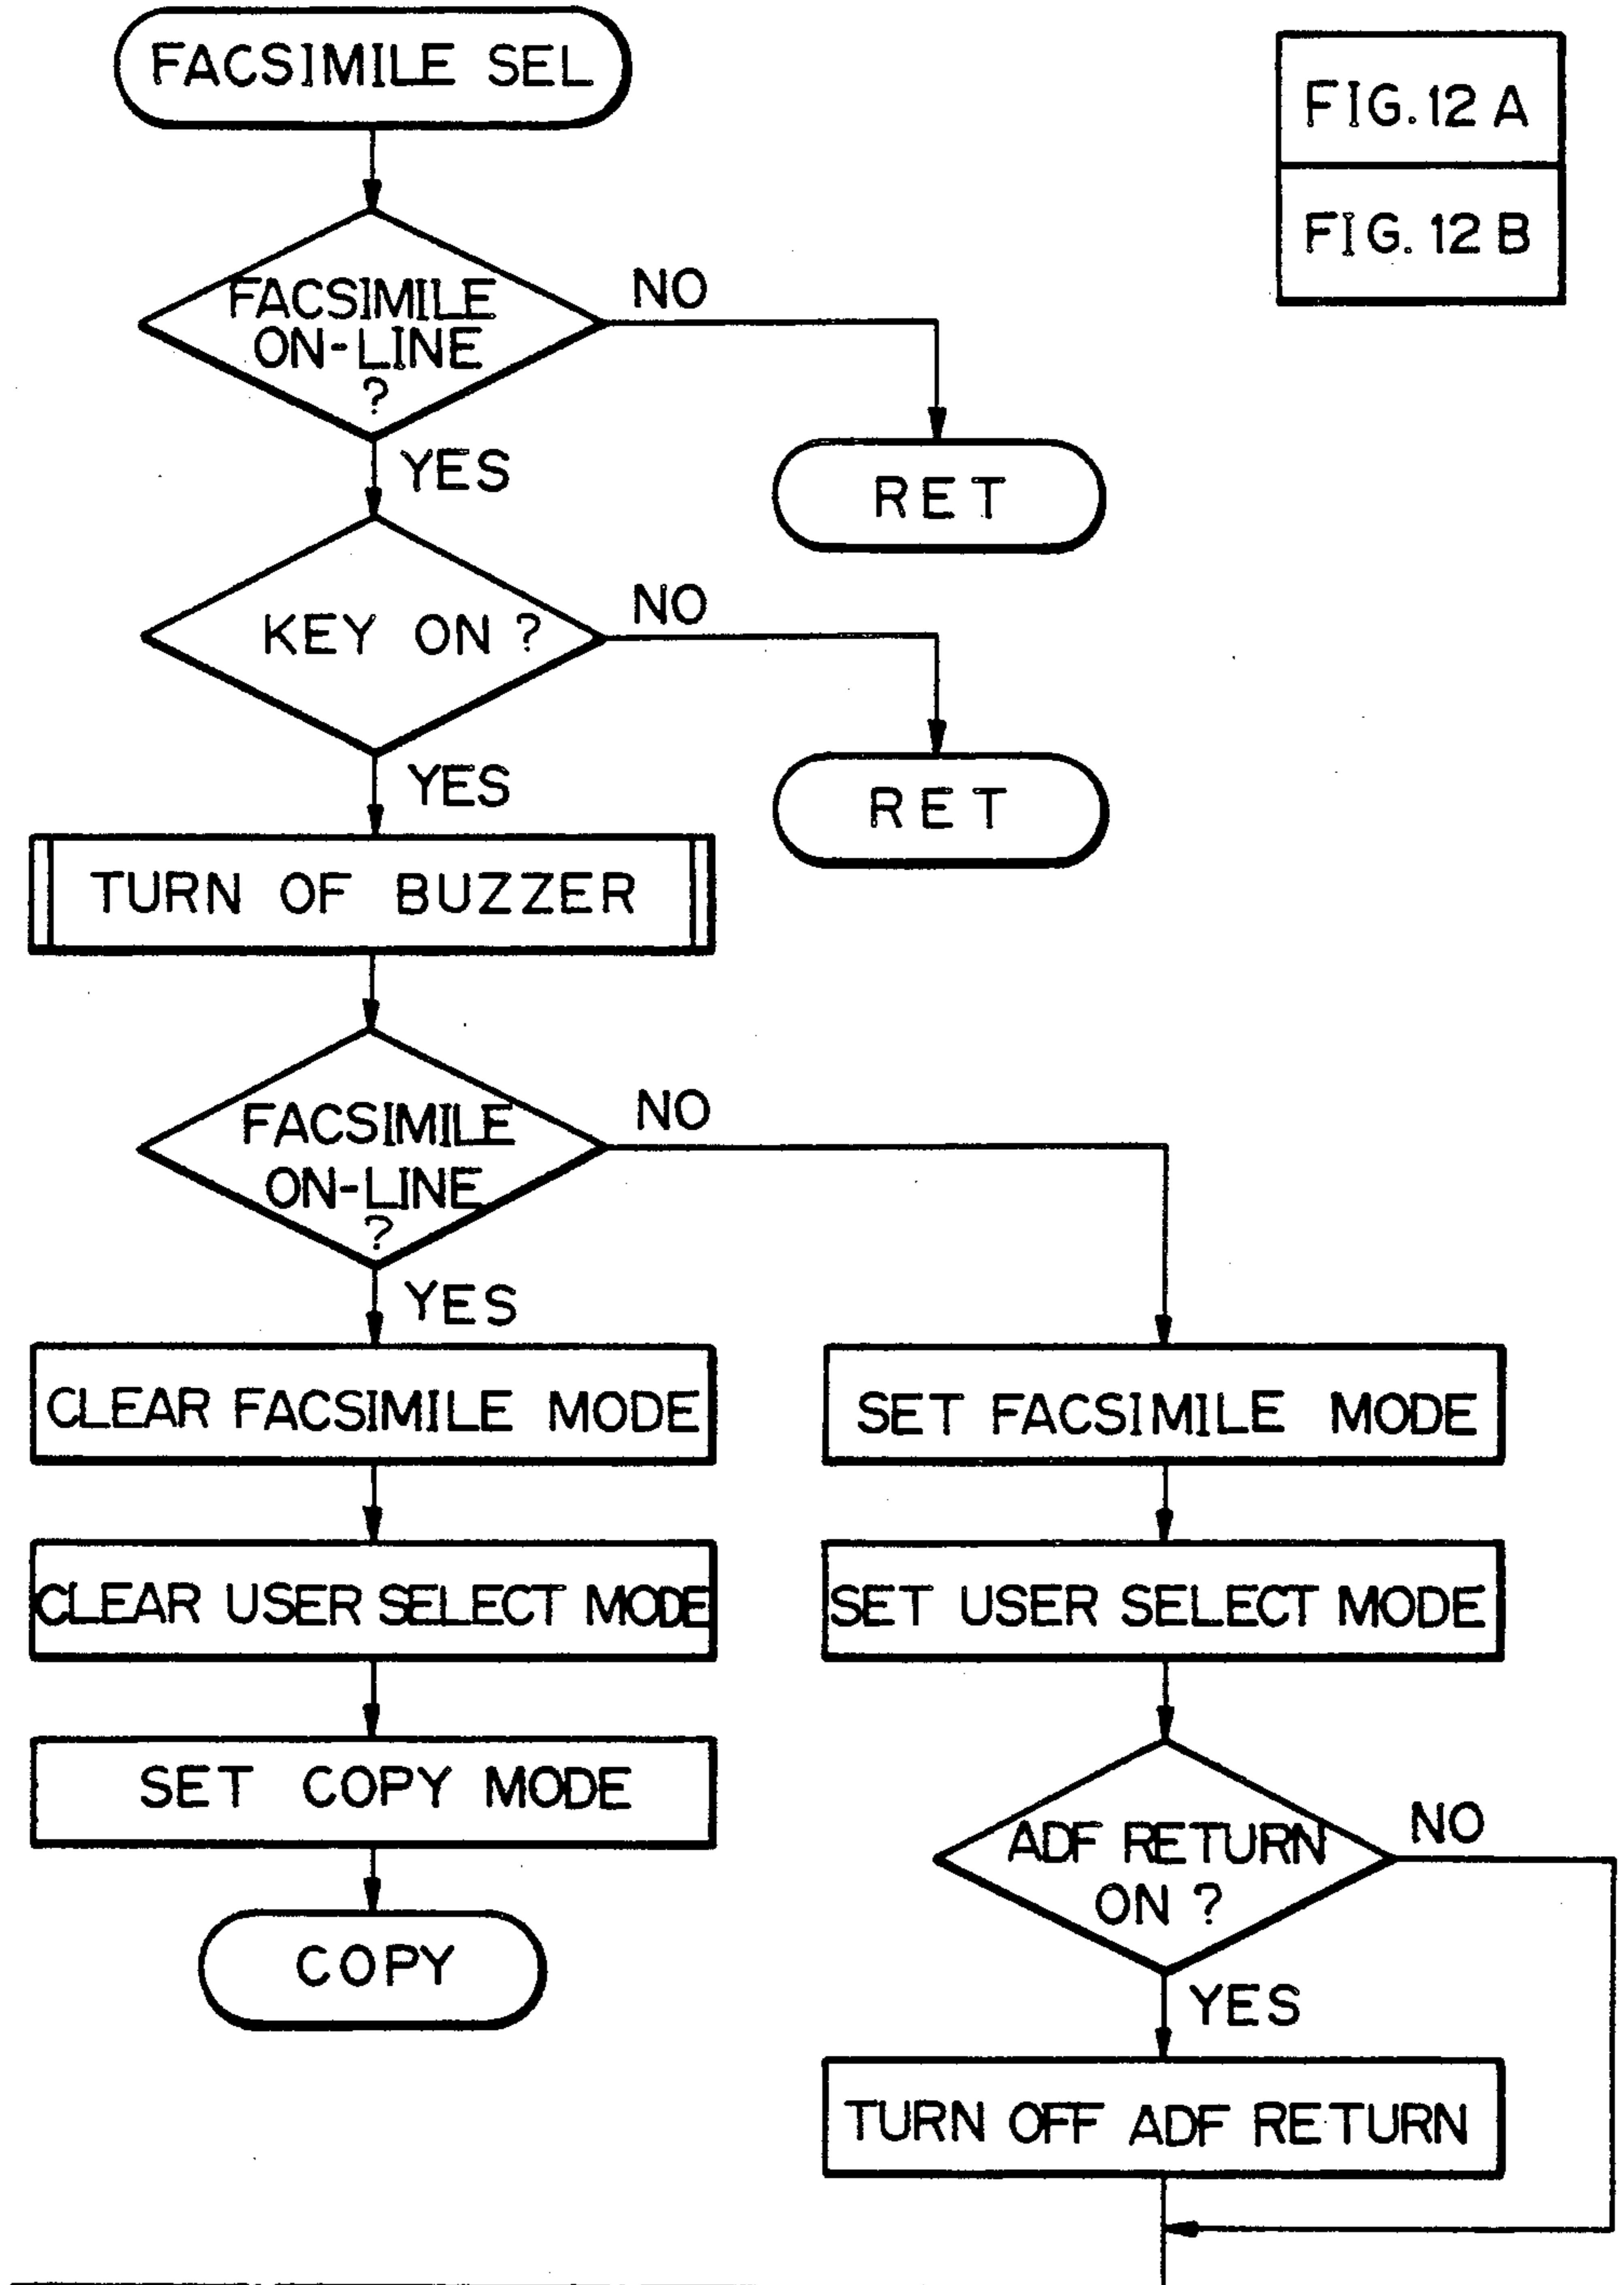 FACSIMILE SEL
FIG. 12 A
FIG. 12 B
FACSIMILE
ON-LINE
?
NO
YES
RET
KEY ON ?
NO
YES
RET
TURN OF BUZZER
FACSIMILE
ON-LINE
?
NO
YES
CLEAR FACSIMILE MODE
SET FACSIMILE MODE
CLEAR USER SELECT MODE
SET USER SELECT MODE
SET COPY MODE
ADF RETURN
ON ?
NO
COPY
YES
TURN OFF ADF RETURN